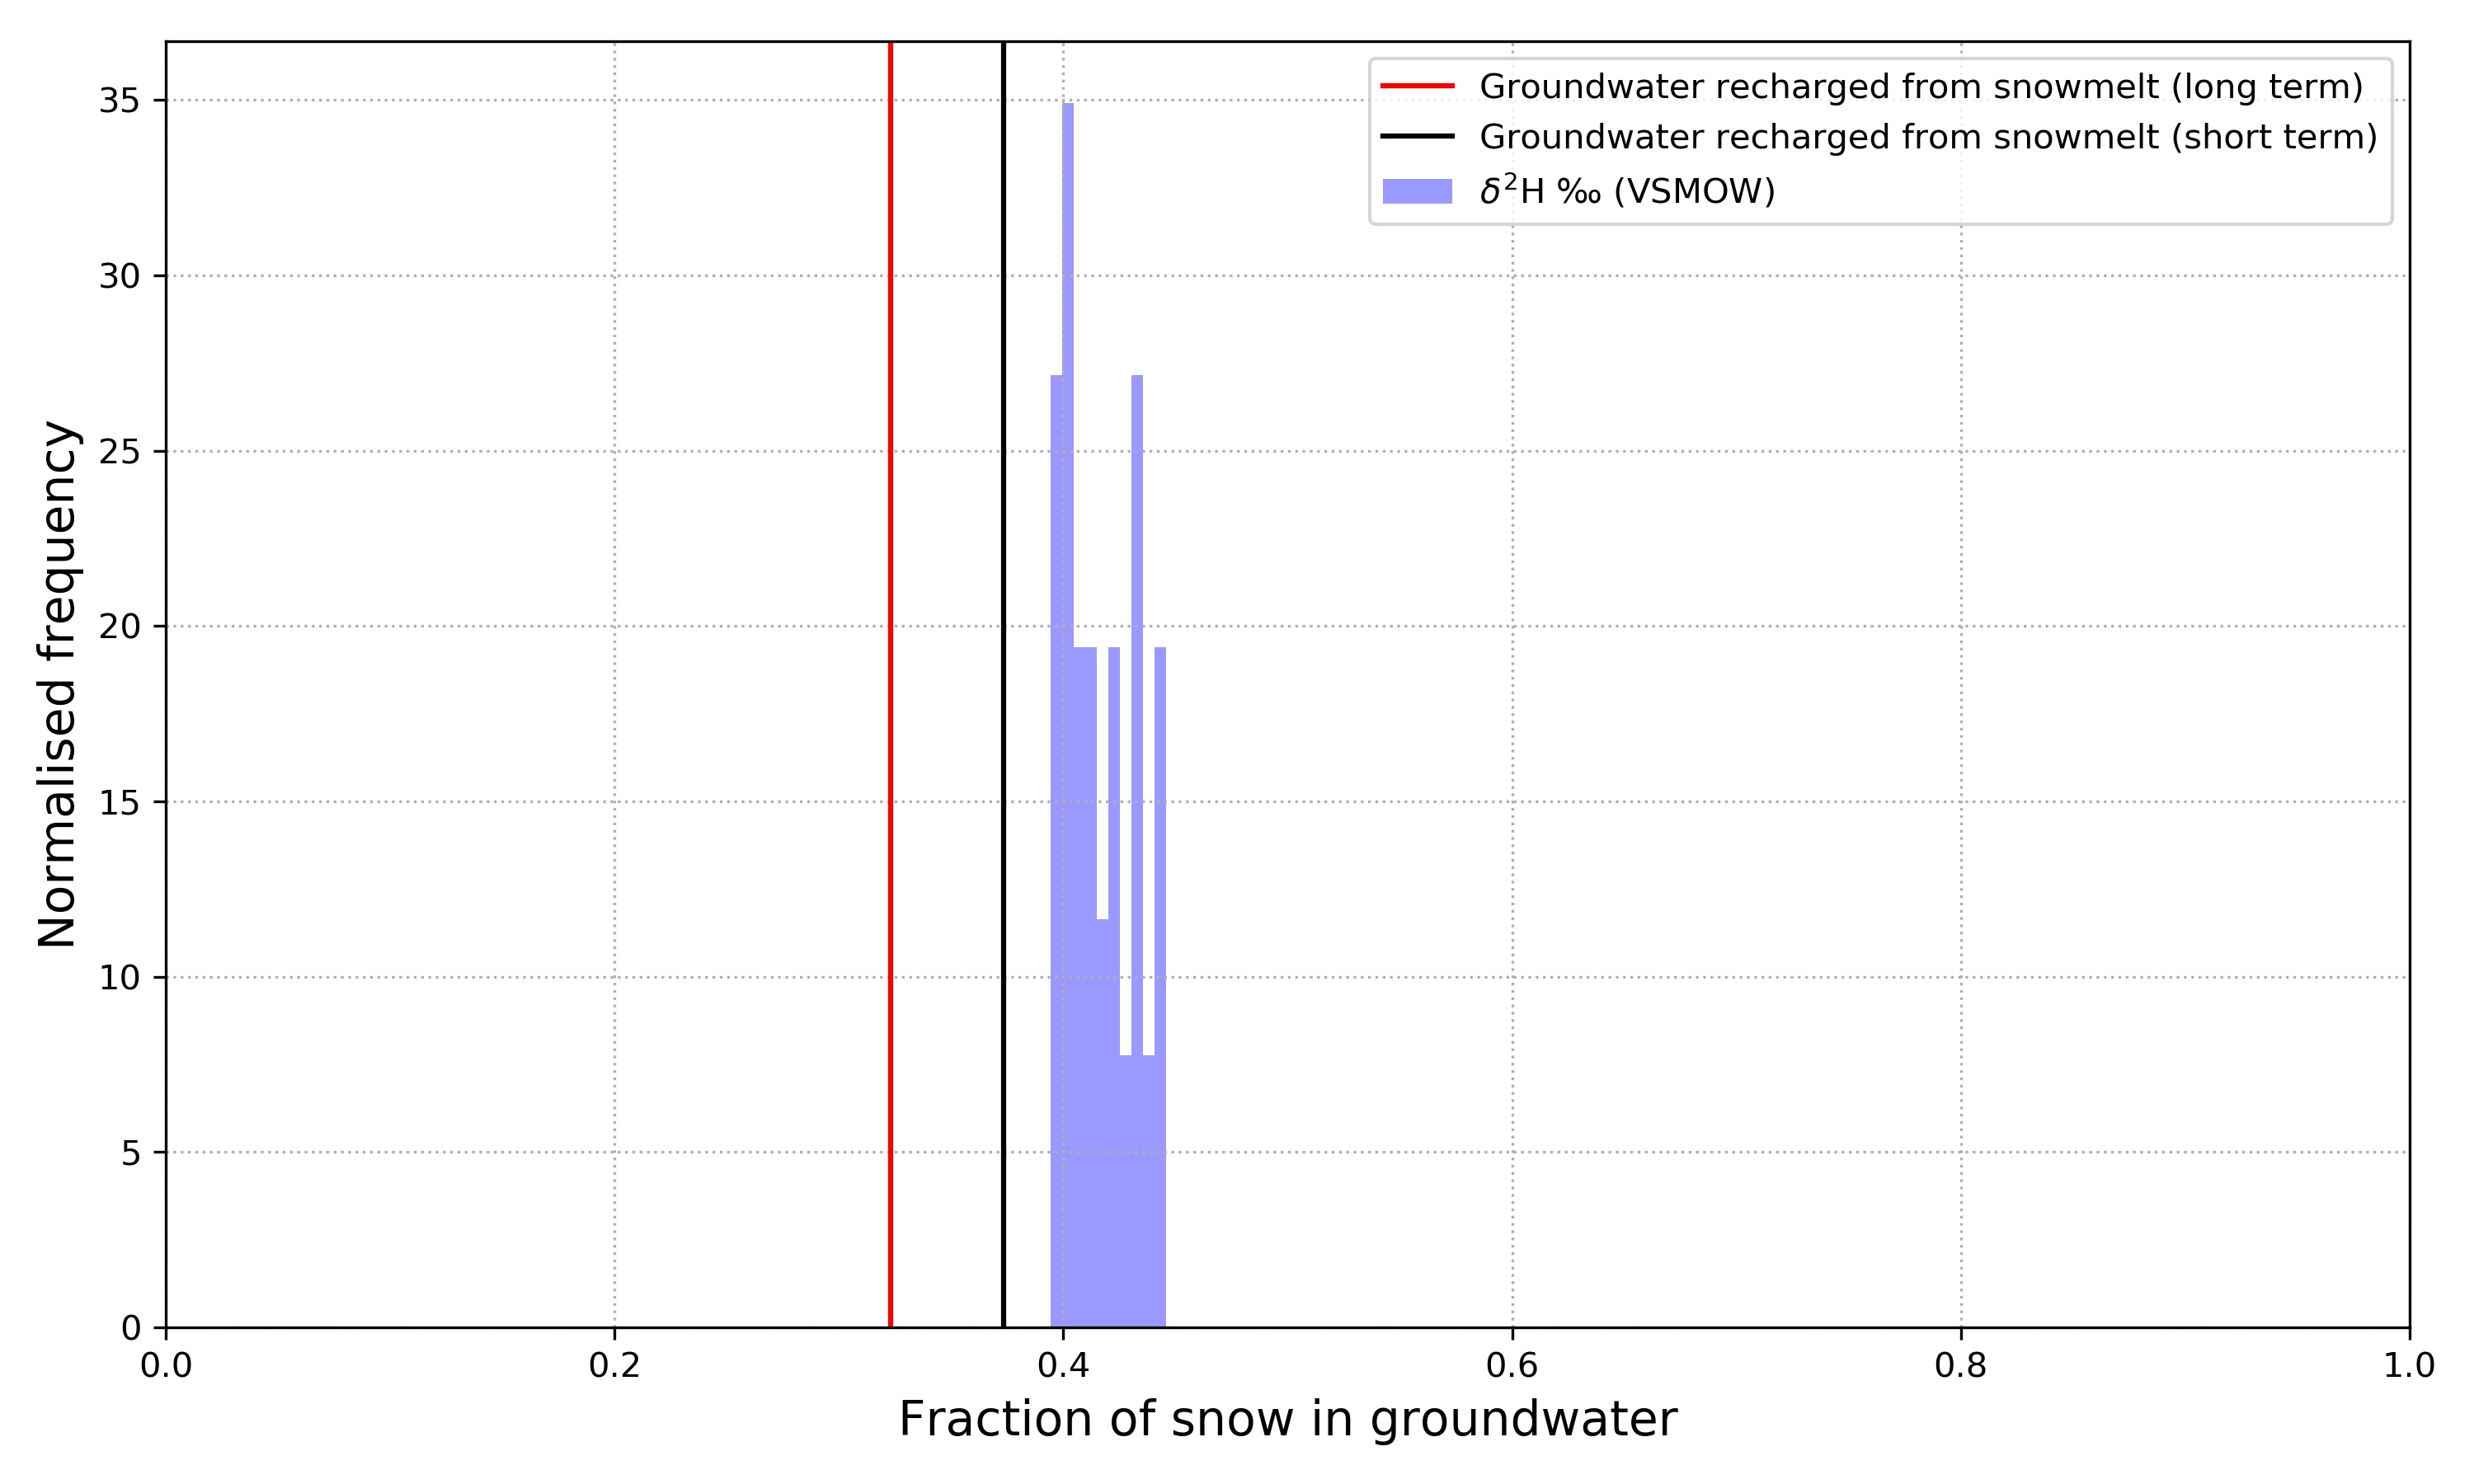 Groundwater recharged from snowmelt (long term)
Groundwater recharged from snowmelt (short term)
δ²H ‰ (VSMOW)
Normalised frequency
35
30
25
20
15
10
5
0
0.0 0.2 0.4 0.6 0.8 1.0
Fraction of snow in groundwater